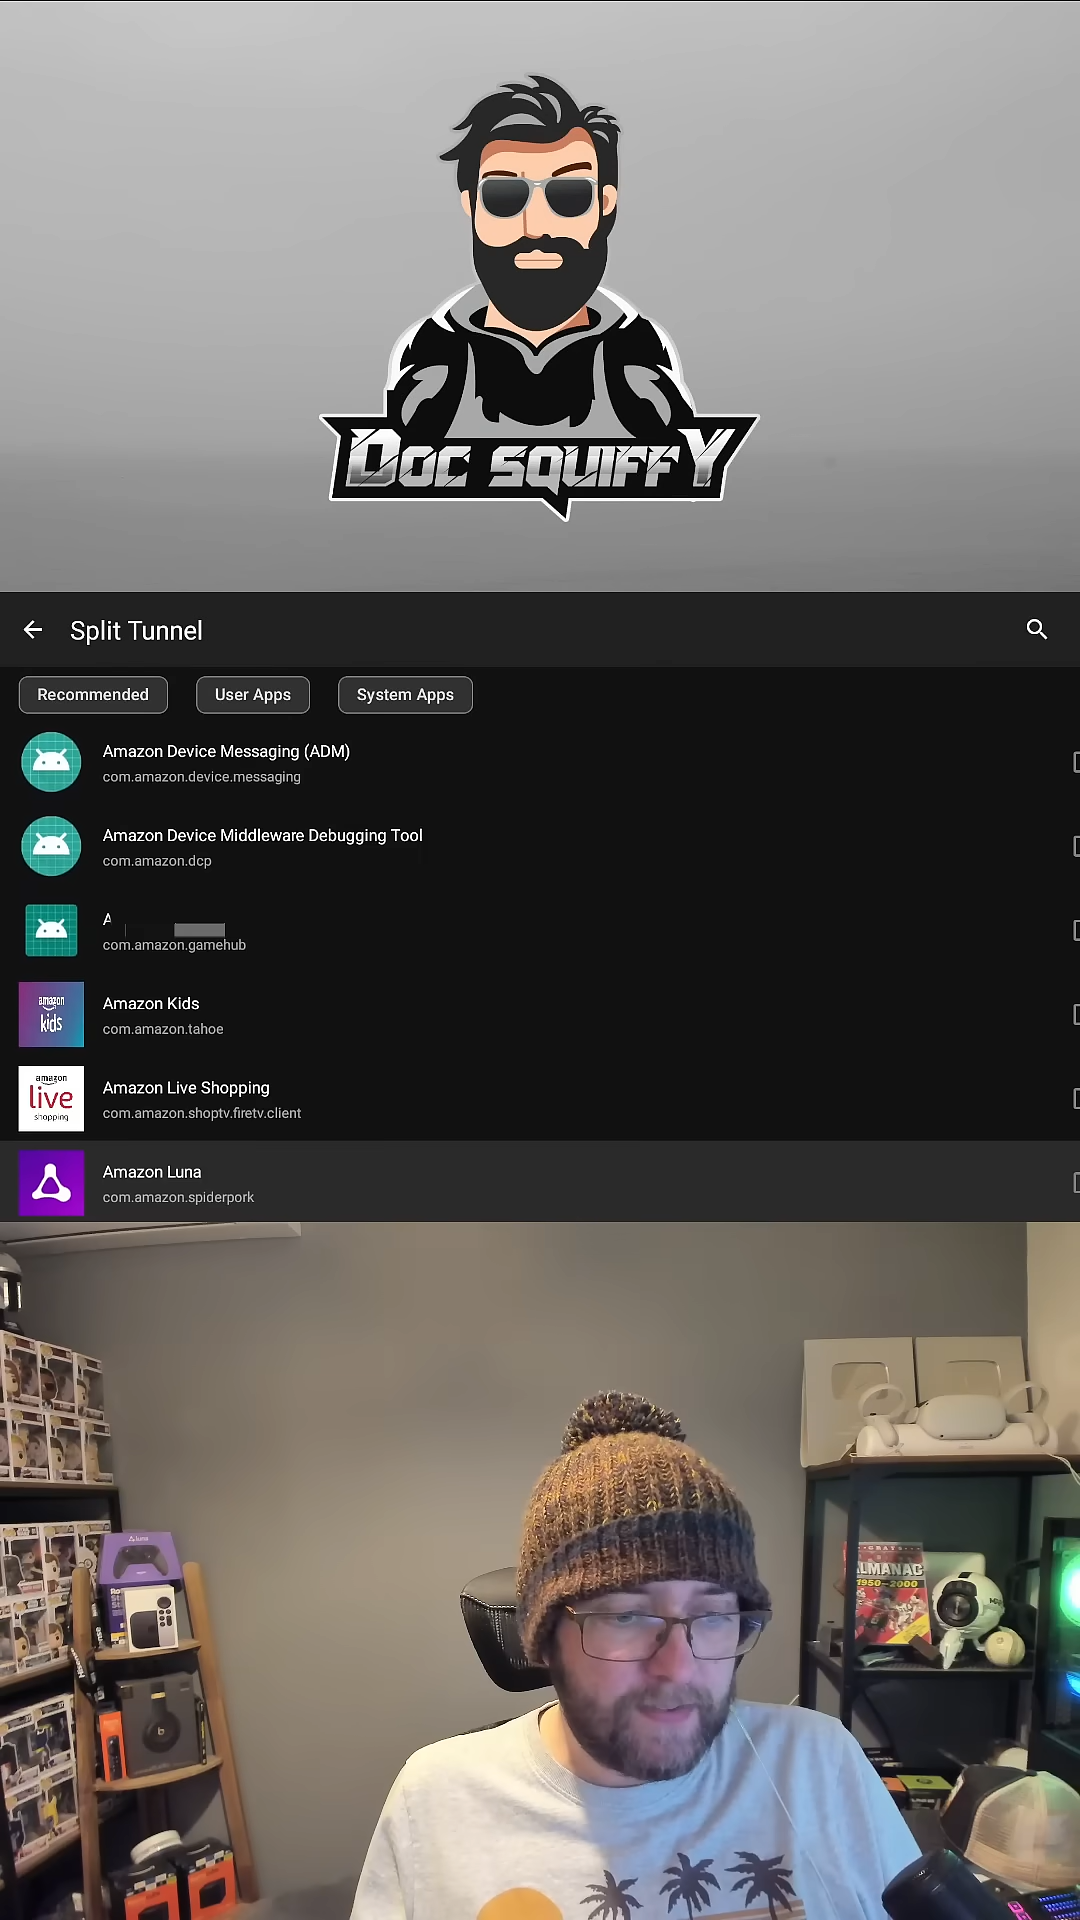 DOC SQUIFFY
Split Tunnel
Recommended
User Apps
System Apps
Amazon Device Messaging (ADM)
com.amazon.device.messaging
Amazon Device Middleware Debugging Tool
com.amazon.dcp
A
com.amazon.gamehub
amazon
kids
Amazon Kids
com.amazon.tahoe
amazon
live
shopping
Amazon Live Shopping
com.amazon.shoptv.firetv.client
Amazon Luna
com.amazon.spiderpork
luna
ALMANAC
1950-2000